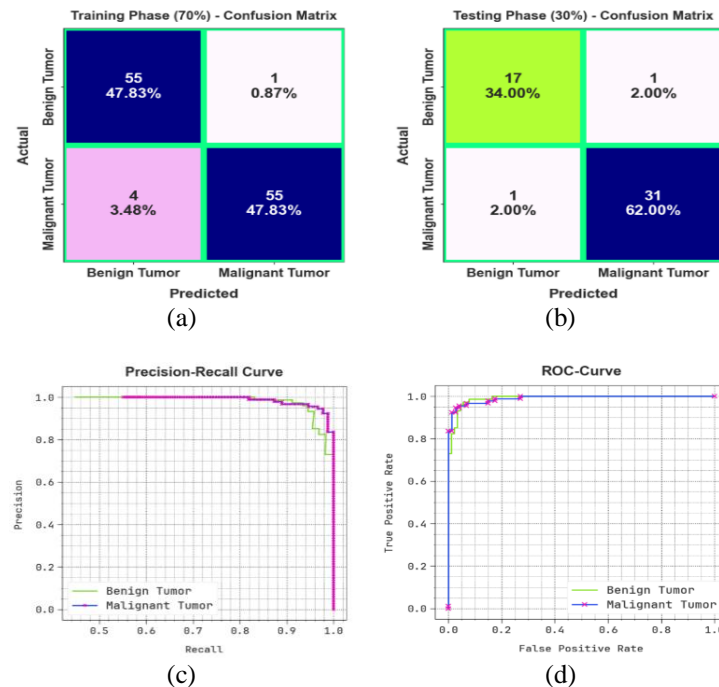 Training Phase (70%) - Confusion Matrix
Actual
Benign Tumor
Malignant Tumor
55
47.83%
1
0.87%
4
3.48%
55
47.83%
Benign Tumor
Malignant Tumor
Predicted
(a)
Testing Phase (30%) - Confusion Matrix
Actual
Benign Tumor
Malignant Tumor
17
34.00%
1
2.00%
1
2.00%
31
62.00%
Benign Tumor
Malignant Tumor
Predicted
(b)
Precision-Recall Curve
Precision
1.0
0.8
0.6
0.4
0.2
0.0
Benign Tumor
Malignant Tumor
0.5 0.6 0.7 0.8 0.9 1.0
Recall
(c)
ROC-Curve
True Positive Rate
1.0
0.8
0.6
0.4
0.2
0.0
Benign Tumor
Malignant Tumor
0.0 0.2 0.4 0.6 0.8 1.0
False Positive Rate
(d)